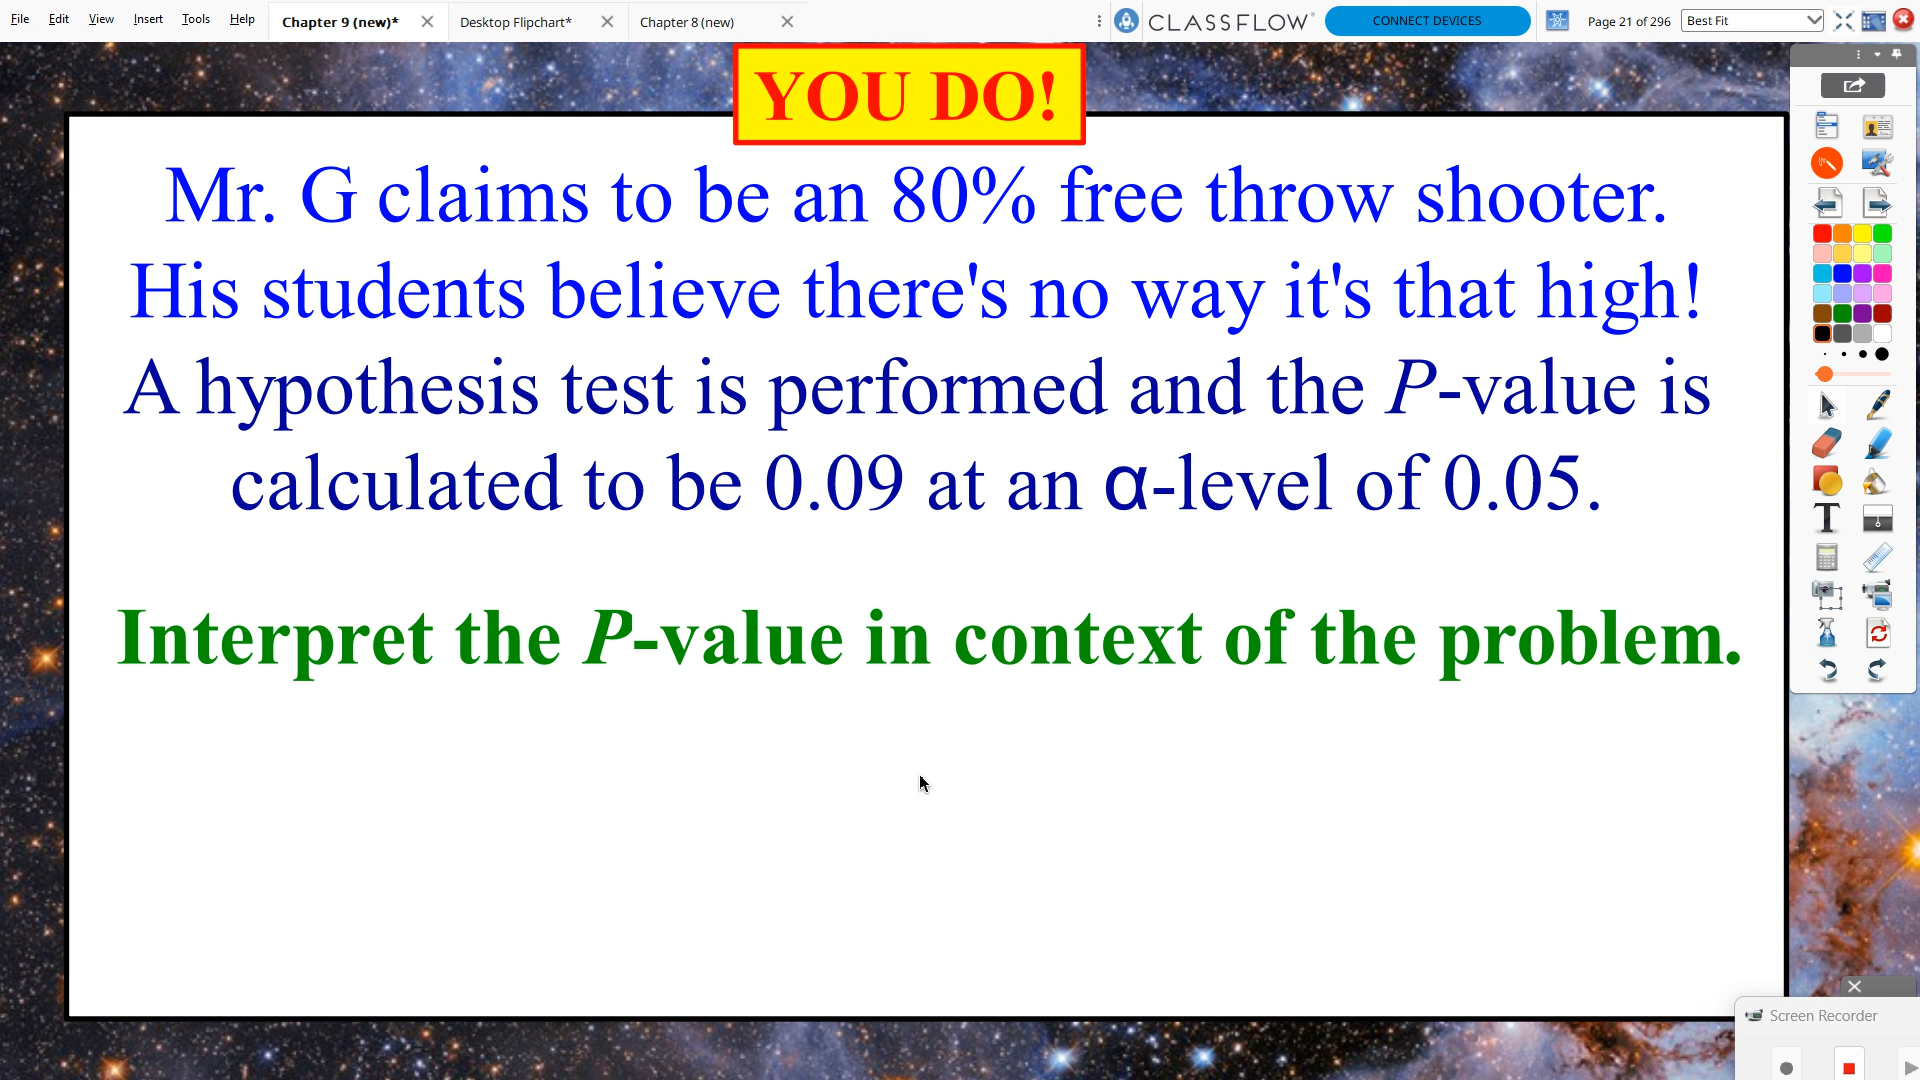 File Edit View Insert Tools Help Chapter 9 (new)* Desktop Flipchart* Chapter 8 (new) CLASSFLOW CONNECT DEVICES Page 21 of 296 Best Fit
YOU DO!
Mr. G claims to be an 80% free throw shooter.
His students believe there's no way it's that high!
A hypothesis test is performed and the P-value is
calculated to be 0.09 at an α-level of 0.05.
Interpret the P-value in context of the problem.
Screen Recorder